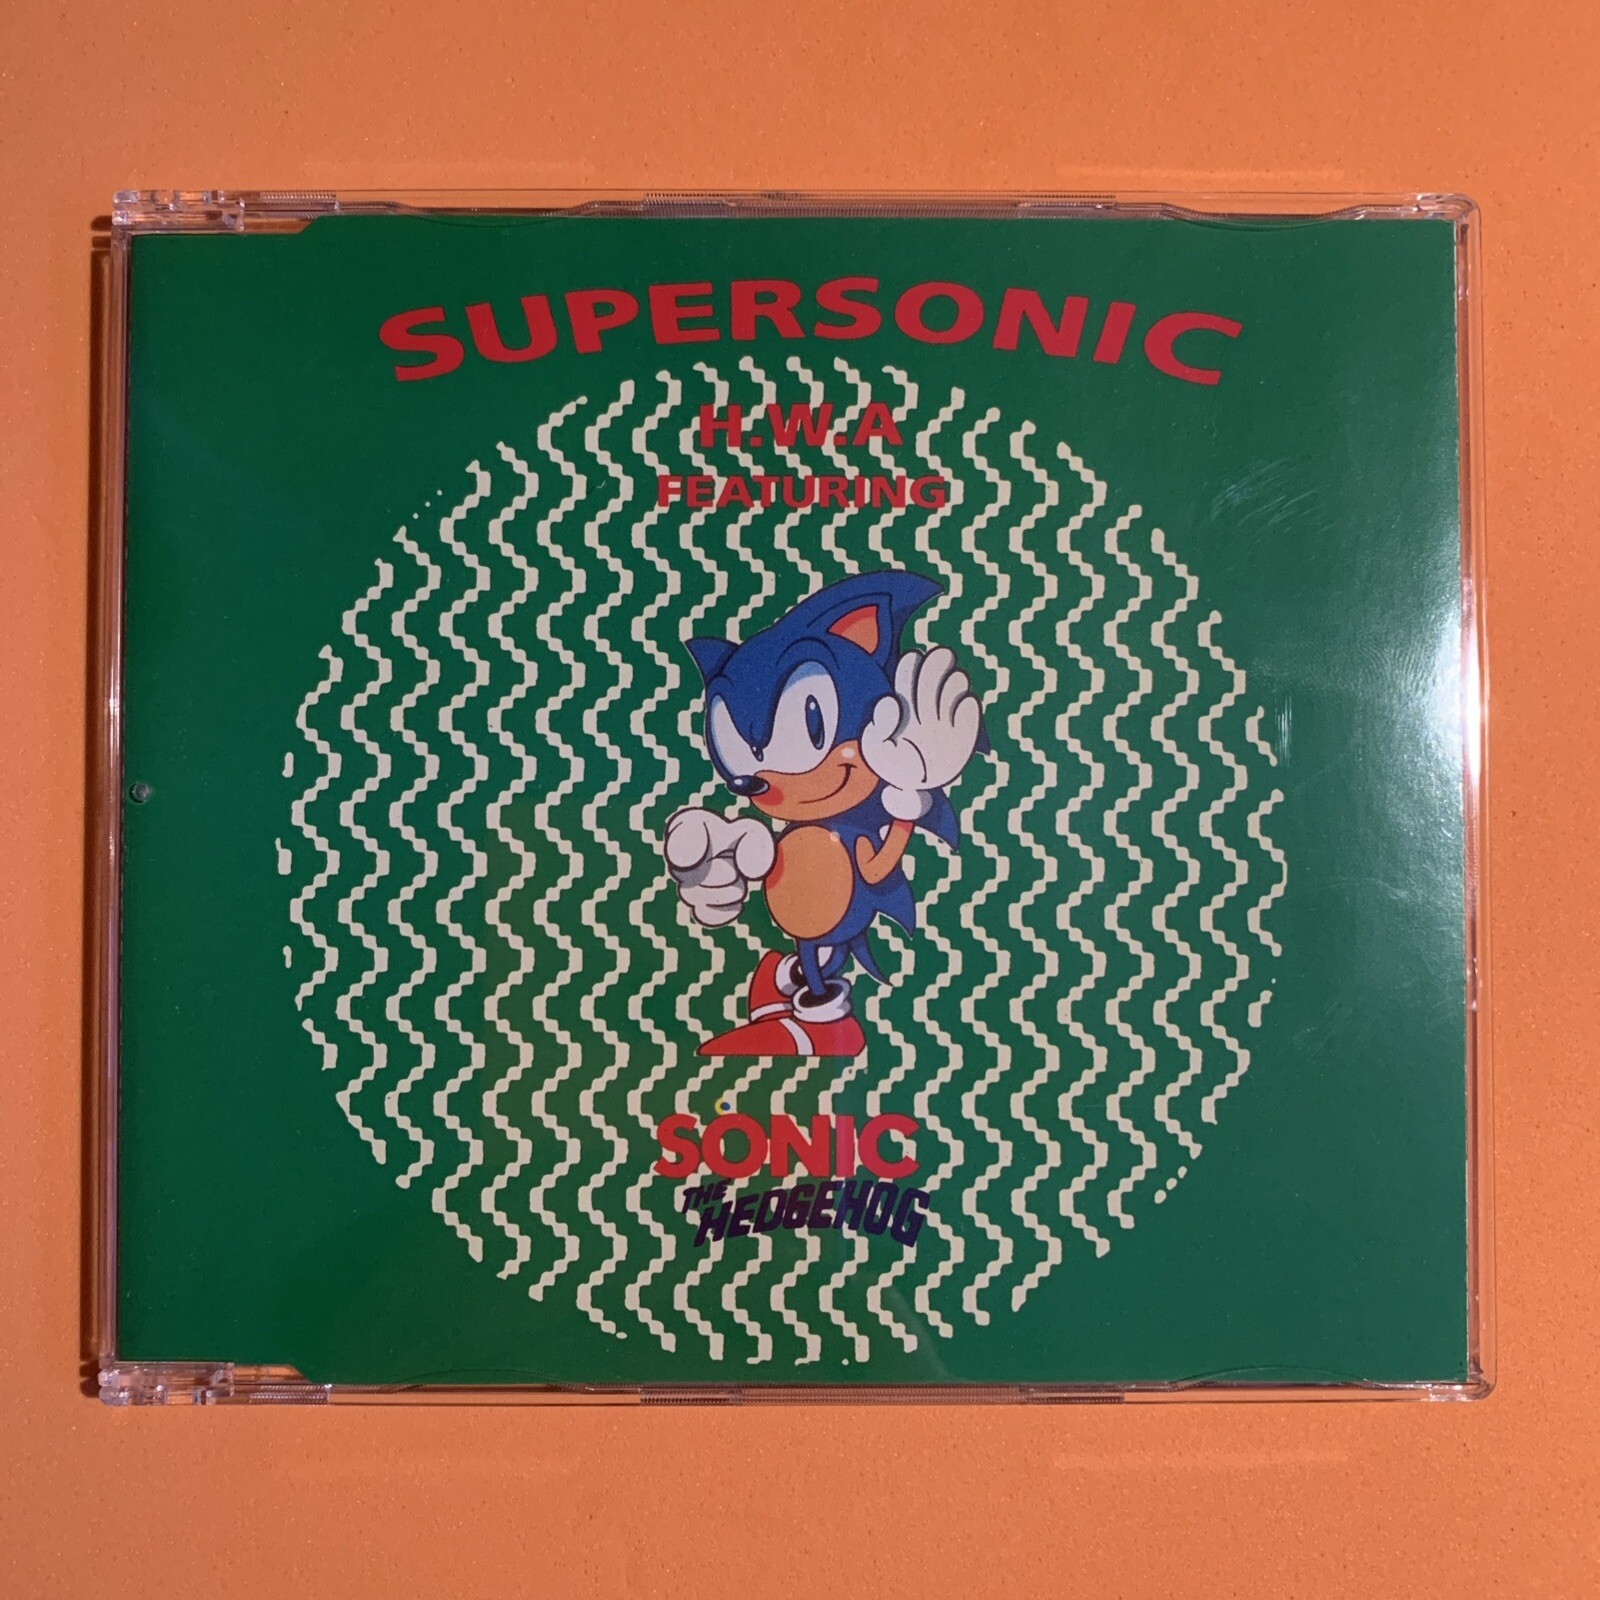 SUPERSONIC
H.W.A
FEATURING
SONIC
THE
HEDGEHOG